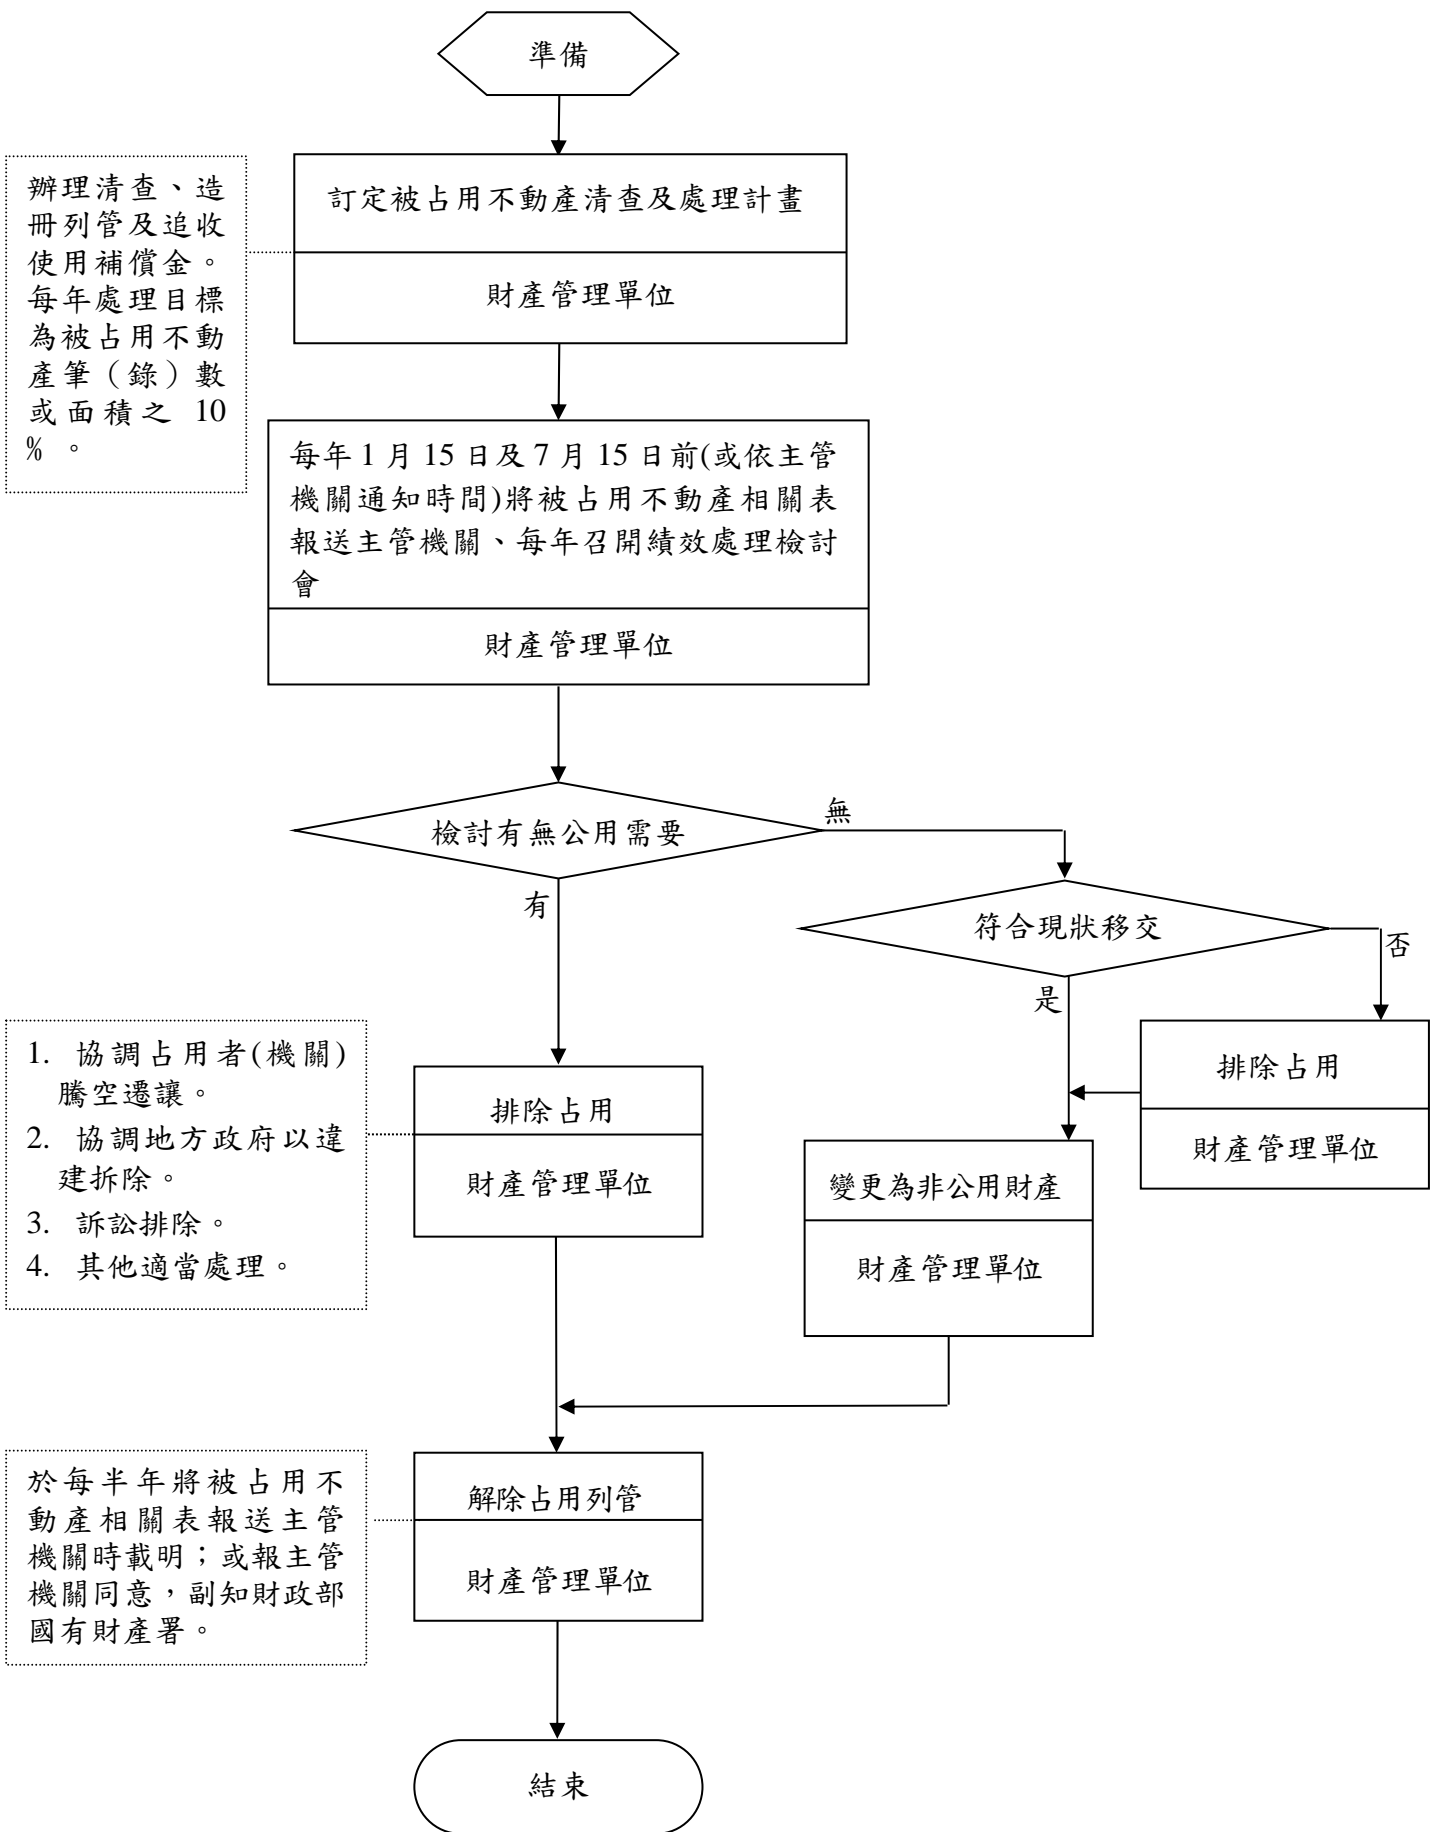 準備
訂定被占用不動產清查及處理計畫
財產管理單位
辦理清查、造
冊列管及追收
使用補償金。
每年處理目標
為被占用不動
產筆（錄）數
或面積之 10
% 。
每年 1 月 15 日及 7 月 15 日前(或依主管
機關通知時間)將被占用不動產相關表
報送主管機關、每年召開績效處理檢討
會
財產管理單位
檢討有無公用需要
無
有
符合現狀移交
否
是
排除占用
財產管理單位
1. 協調占用者(機關)
騰空遷讓。
2. 協調地方政府以違
建拆除。
3. 訴訟排除。
4. 其他適當處理。
排除占用
財產管理單位
變更為非公用財產
財產管理單位
於每半年將被占用不
動產相關表報送主管
機關時載明；或報主管
機關同意，副知財政部
國有財產署。
解除占用列管
財產管理單位
結束